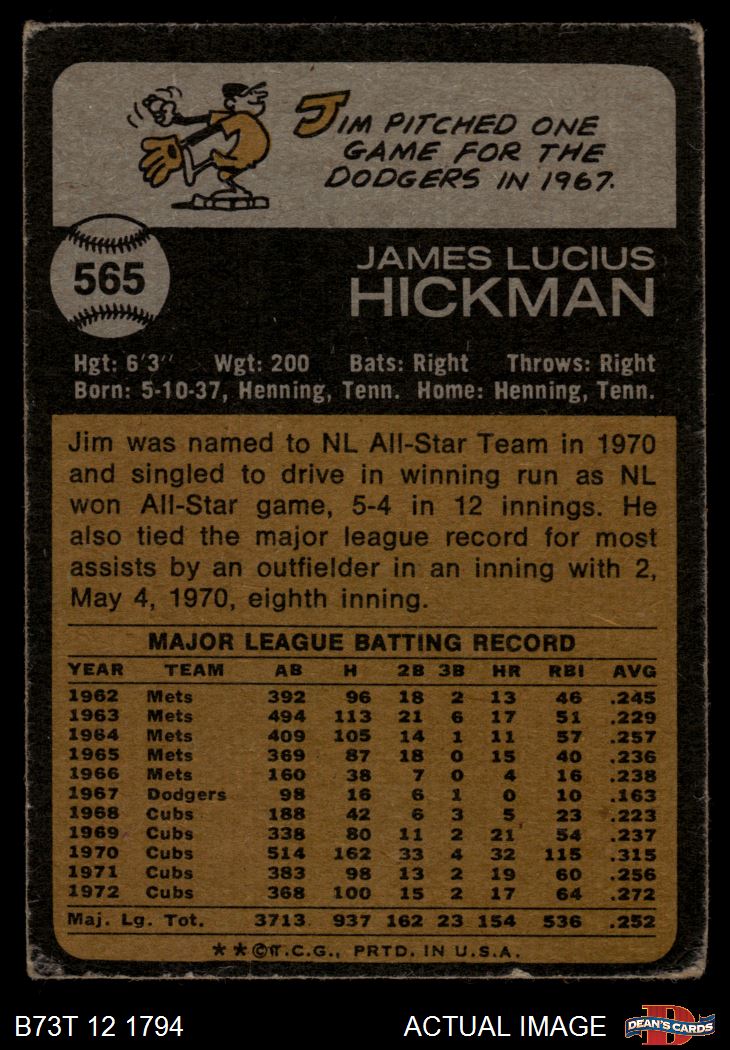 JIM PITCHED ONE
GAME FOR THE
DODGERS IN 1967.
565
JAMES LUCIUS
HICKMAN
Hgt: 6'3" Wgt: 200 Bats: Right Throws: Right
Born: 5-10-37, Henning, Tenn. Home: Henning, Tenn.
Jim was named to NL All-Star Team in 1970
and singled to drive in winning run as NL
won All-Star game, 5-4 in 12 innings. He
also tied the major league record for most
assists by an outfielder in an inning with 2,
May 4, 1970, eighth inning.
MAJOR LEAGUE BATTING RECORD
YEAR TEAM AB H 2B 3B HR RBI AVG
1962 Mets 392 96 18 2 13 46 .245
1963 Mets 494 113 21 6 17 51 .229
1964 Mets 409 105 14 1 11 57 .257
1965 Mets 369 87 18 0 15 40 .236
1966 Mets 160 38 7 0 4 16 .238
1967 Dodgers 98 16 6 1 0 10 .163
1968 Cubs 188 42 6 3 5 23 .223
1969 Cubs 338 80 11 2 21 54 .237
1970 Cubs 514 162 33 4 32 115 .315
1971 Cubs 383 98 13 2 19 60 .256
1972 Cubs 368 100 15 2 17 64 .272
Maj. Lg. Tot. 3713 937 162 23 154 536 .252
**©T.C.G., PRTD. IN U.S.A.
B73T 12 1794 ACTUAL IMAGE D DEAN'S CARDS